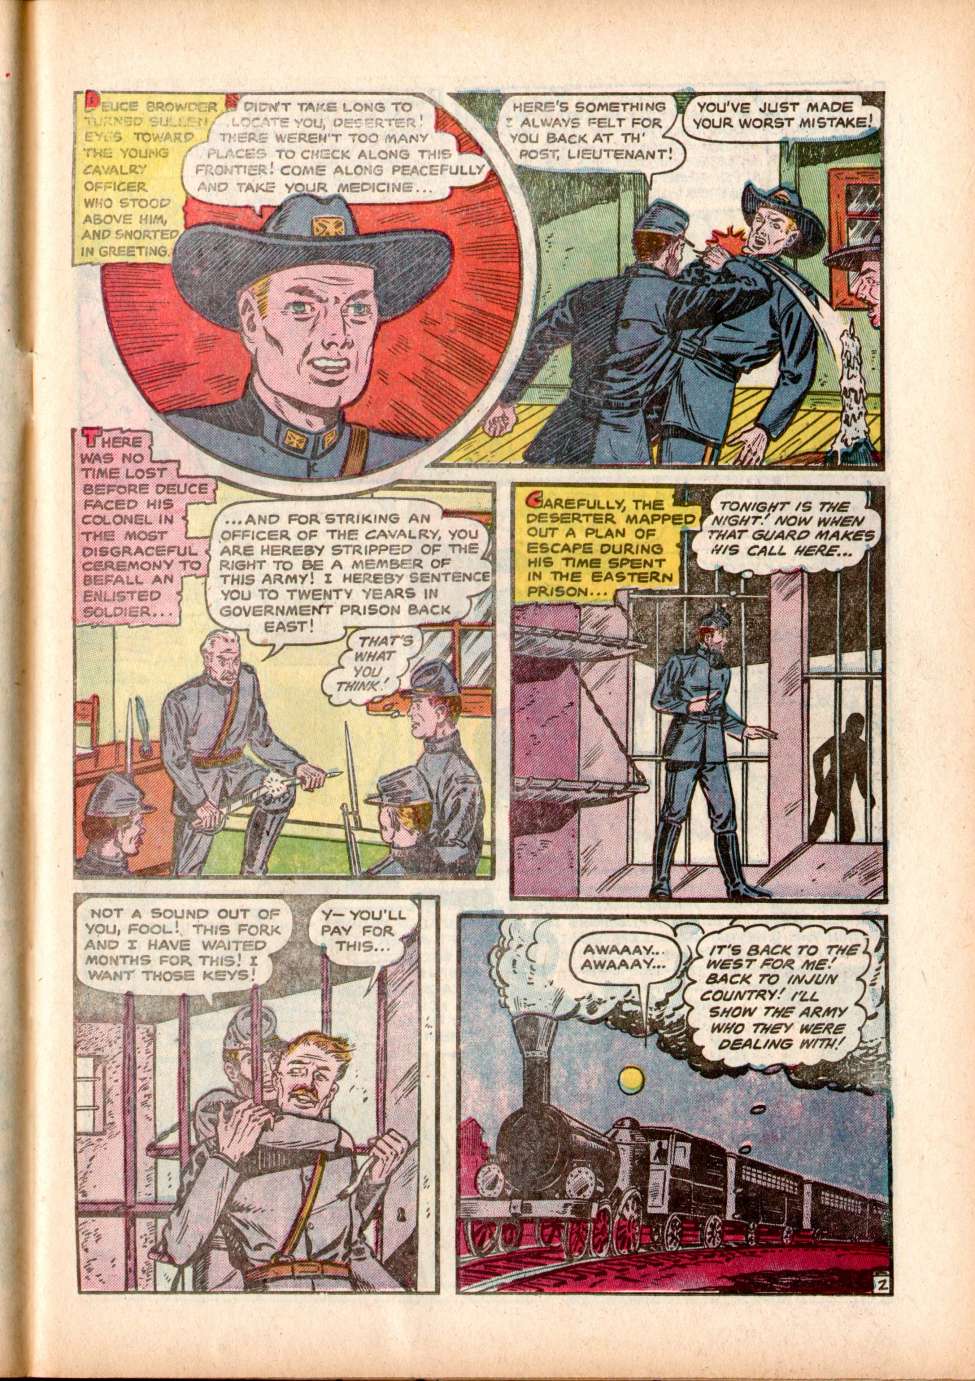 DEUCE BROWDER
TURNED SULLEN
EYES TOWARD
THE YOUNG
CAVALRY
OFFICER
WHO STOOD
ABOVE HIM,
AND SNORTED
IN GREETING.
DIDN'T TAKE LONG TO
LOCATE YOU, DESERTER!
THERE WEREN'T TOO MANY
PLACES TO CHECK ALONG THIS
FRONTIER! COME ALONG PEACEFULLY
AND TAKE YOUR MEDICINE...
HERE'S SOMETHING
I ALWAYS FELT FOR
YOU BACK AT TH'
POST, LIEUTENANT!
YOU'VE JUST MADE
YOUR WORST MISTAKE!
THERE
WAS NO
TIME LOST
BEFORE DEUCE
FACED HIS
COLONEL IN
THE MOST
DISGRACEFUL
CEREMONY TO
BEFALL AN
ENLISTED
SOLDIER...
...AND FOR STRIKING AN
OFFICER OF THE CAVALRY, YOU
ARE HEREBY STRIPPED OF THE
RIGHT TO BE A MEMBER OF
THIS ARMY! I HEREBY SENTENCE
YOU TO TWENTY YEARS IN
GOVERNMENT PRISON BACK
EAST!
THAT'S
WHAT
YOU
THINK!
CAREFULLY, THE
DESERTER MAPPED
OUT A PLAN OF
ESCAPE DURING
HIS TIME SPENT
IN THE EASTERN
PRISON...
TONIGHT IS THE
NIGHT! NOW WHEN
THAT GUARD MAKES
HIS CALL HERE...
NOT A SOUND OUT OF
YOU, FOOL! THIS FORK
AND I HAVE WAITED
MONTHS FOR THIS! I
WANT THOSE KEYS!
Y-YOU'LL
PAY FOR
THIS...
AWAAAY...
AWAAAY...
IT'S BACK TO THE
WEST FOR ME!
BACK TO INJUN
COUNTRY! I'LL
SHOW THE ARMY
WHO THEY WERE
DEALING WITH!
2